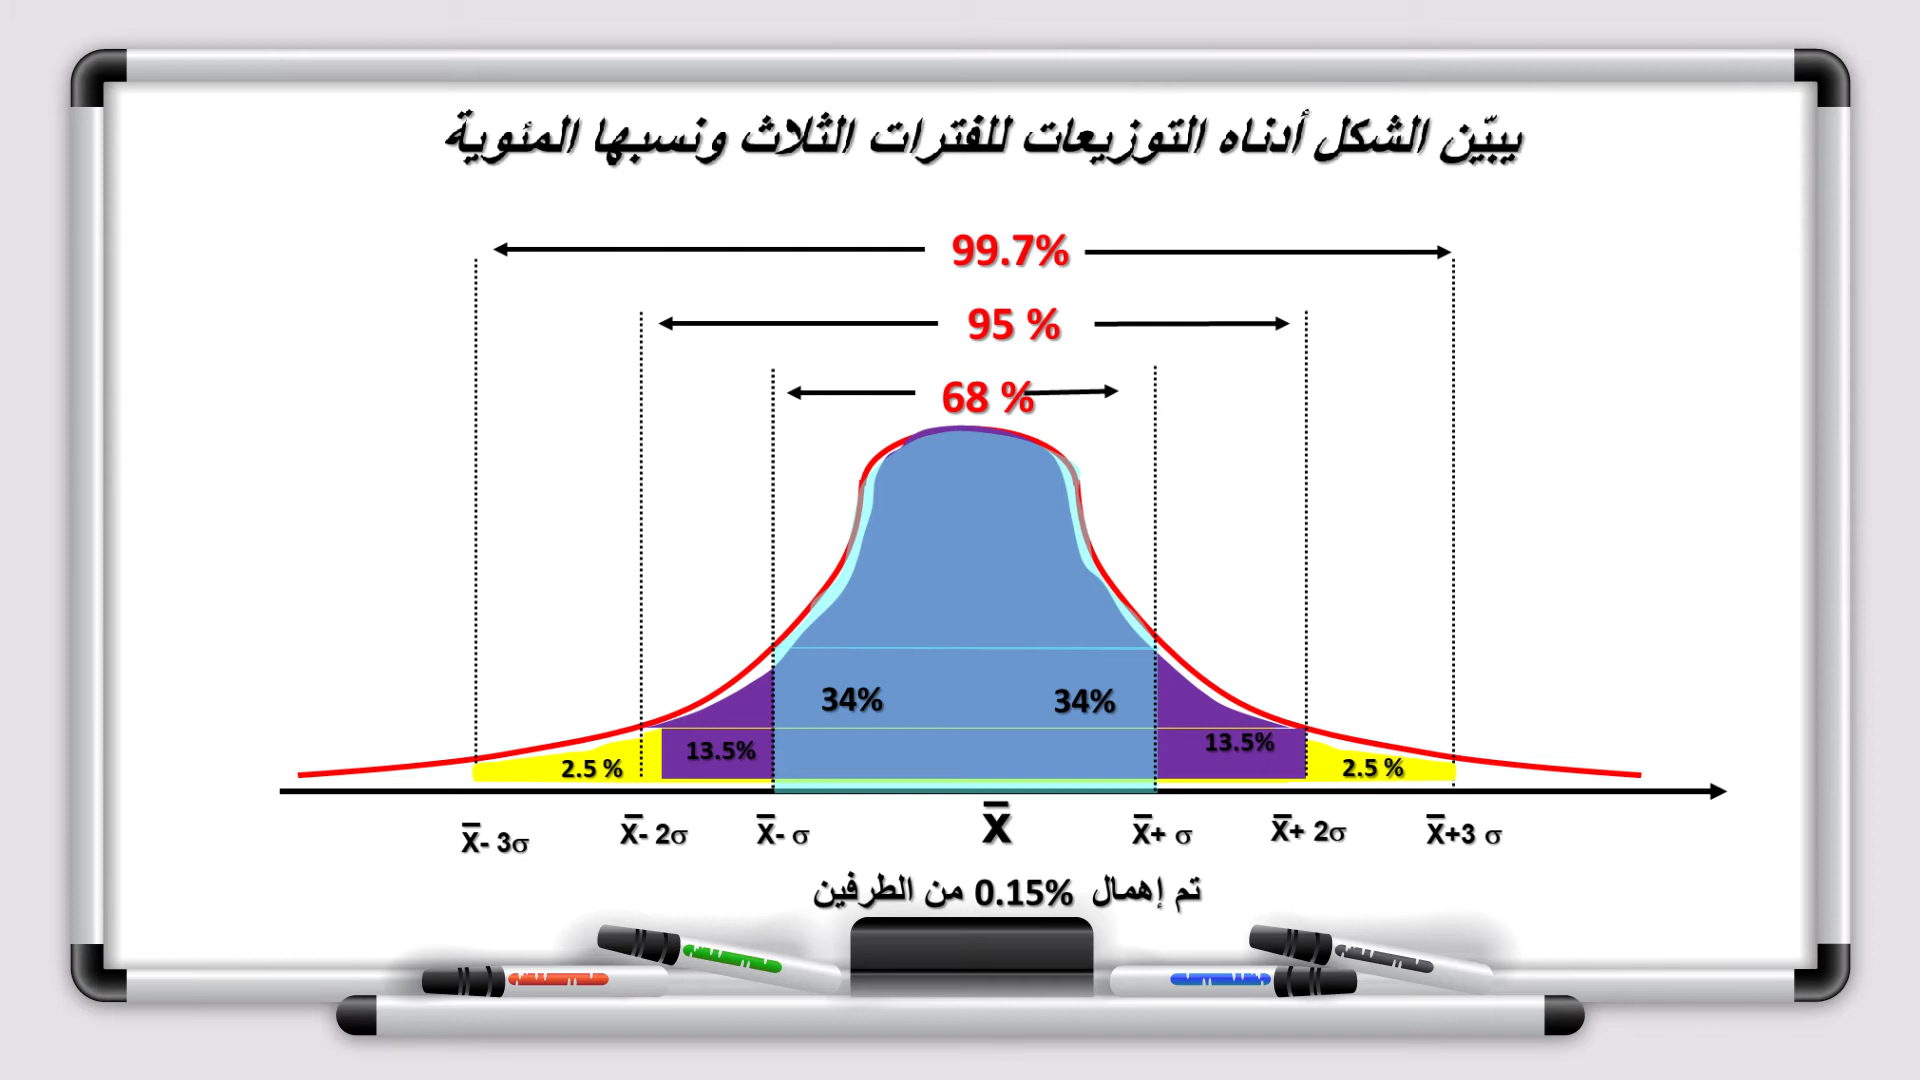 يبيّن الشكل أدناه التوزيعات للفترات الثلاث ونسبها المئوية
99.7%
95 %
68 %
34% 34%
13.5% 13.5%
2.5 % 2.5 %
X̅- 3σ X̅- 2σ X̅- σ X̅ X̅+ σ X̅+ 2σ X̅+3 σ
تم إهمال 0.15% من الطرفين